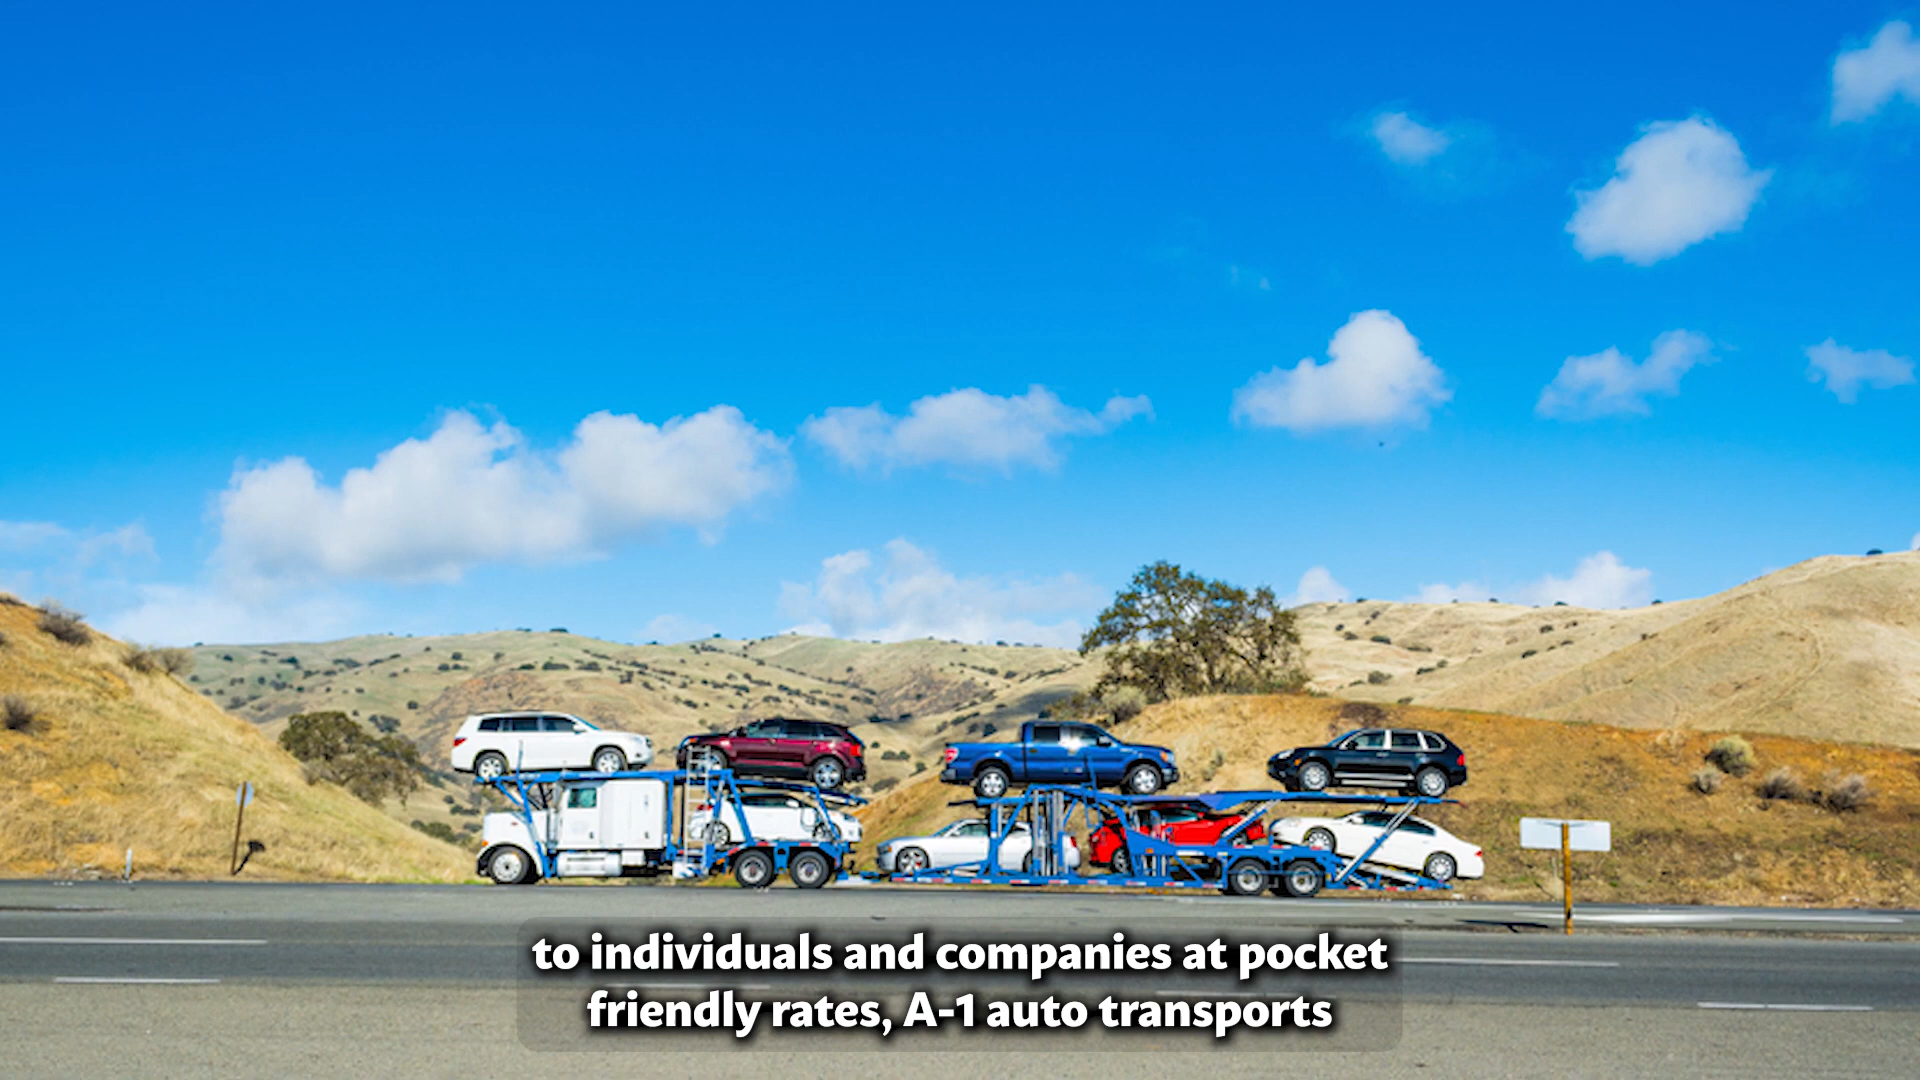 to individuals and companies at pocket
friendly rates, A-1 auto transports